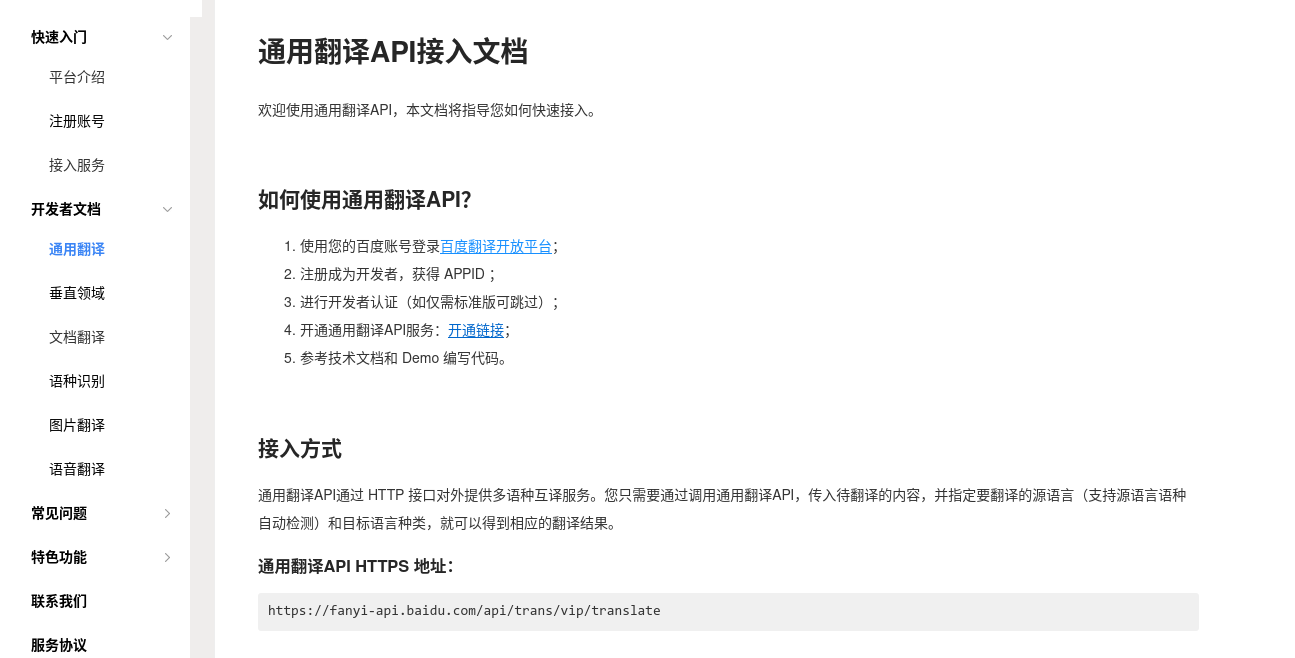 快速入门
平台介绍
注册账号
接入服务
开发者文档
通用翻译
垂直领域
文档翻译
语种识别
图片翻译
语音翻译
常见问题
特色功能
联系我们
服务协议
通用翻译API接入文档
欢迎使用通用翻译API，本文档将指导您如何快速接入。
如何使用通用翻译API？
1. 使用您的百度账号登录百度翻译开放平台；
2. 注册成为开发者，获得 APPID ；
3. 进行开发者认证（如仅需标准版可跳过）；
4. 开通通用翻译API服务：开通链接；
5. 参考技术文档和 Demo 编写代码。
接入方式
通用翻译API通过 HTTP 接口对外提供多语种互译服务。您只需要通过调用通用翻译API，传入待翻译的内容，并指定要翻译的源语言（支持源语言语种
自动检测）和目标语言种类，就可以得到相应的翻译结果。
通用翻译API HTTPS 地址：
https://fanyi-api.baidu.com/api/trans/vip/translate